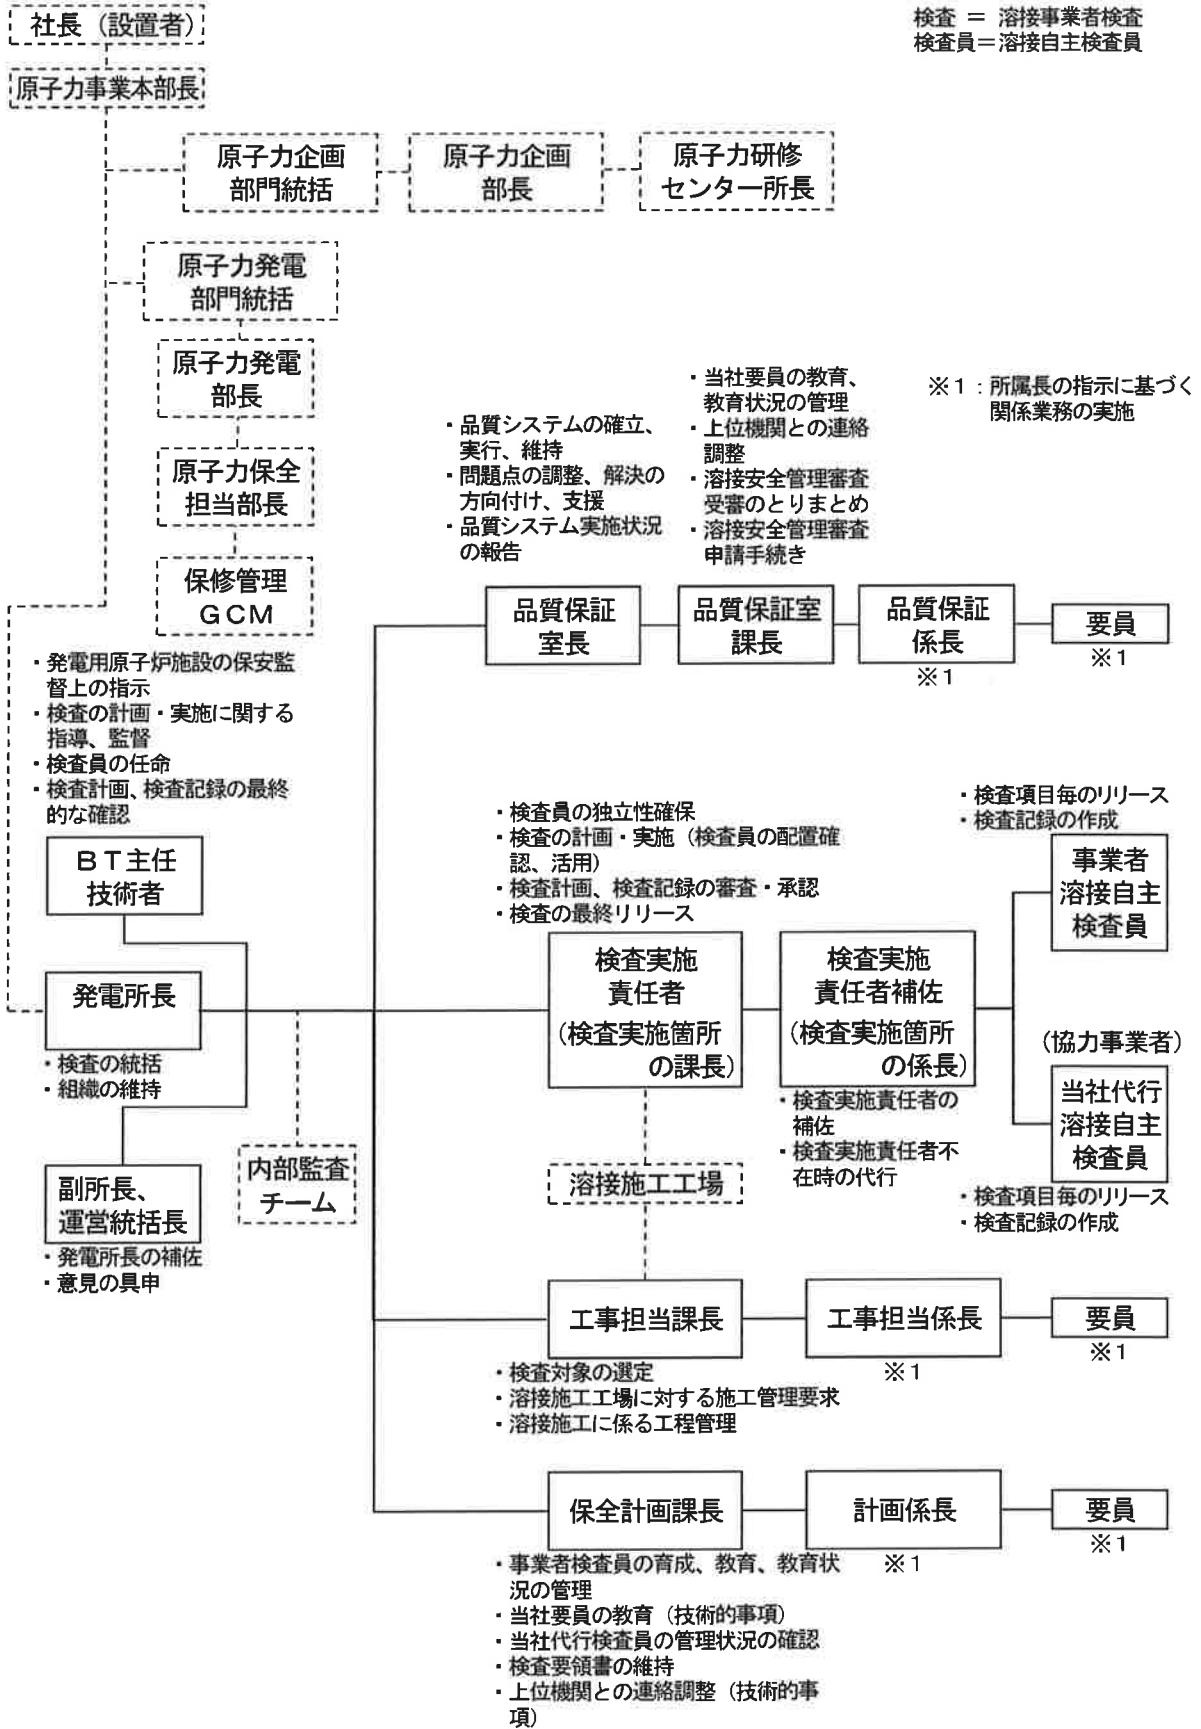 社長（設置者）
検査 ＝ 溶接事業者検査
検査員＝溶接自主検査員
原子力事業本部長
原子力企画
部門統括
原子力企画
部長
原子力研修
センター所長
原子力発電
部門統括
原子力発電
部長
原子力保全
担当部長
保修管理
ＧＣＭ
・品質システムの確立、
実行、維持
・問題点の調整、解決の
方向付け、支援
・品質システム実施状況
の報告
・当社要員の教育、
教育状況の管理
・上位機関との連絡
調整
・溶接安全管理審査
受審のとりまとめ
・溶接安全管理審査
申請手続き
※１：所属長の指示に基づく
関係業務の実施
品質保証
室長
品質保証室
課長
品質保証
係長
※１
要員
※１
・発電用原子炉施設の保安監
督上の指示
・検査の計画・実施に関する
指導、監督
・検査員の任命
・検査計画、検査記録の最終
的な確認
ＢＴ主任
技術者
発電所長
・検査の統括
・組織の維持
副所長、
運営統括長
・発電所長の補佐
・意見の具申
内部監査
チーム
・検査員の独立性確保
・検査の計画・実施（検査員の配置確
認、活用）
・検査計画、検査記録の審査・承認
・検査の最終リリース
検査実施
責任者
（検査実施箇所
の課長）
検査実施
責任者補佐
（検査実施箇所
の係長）
・検査実施責任者の
補佐
・検査実施責任者不
在時の代行
・検査項目毎のリリース
・検査記録の作成
事業者
溶接自主
検査員
（協力事業者）
当社代行
溶接自主
検査員
・検査項目毎のリリース
・検査記録の作成
溶接施工工場
工事担当課長
・検査対象の選定
・溶接施工工場に対する施工管理要求
・溶接施工に係る工程管理
工事担当係長
※１
要員
※１
保全計画課長
・事業者検査員の育成、教育、教育状
況の管理
・当社要員の教育（技術的事項）
・当社代行検査員の管理状況の確認
・検査要領書の維持
・上位機関との連絡調整（技術的事
項）
計画係長
※１
要員
※１